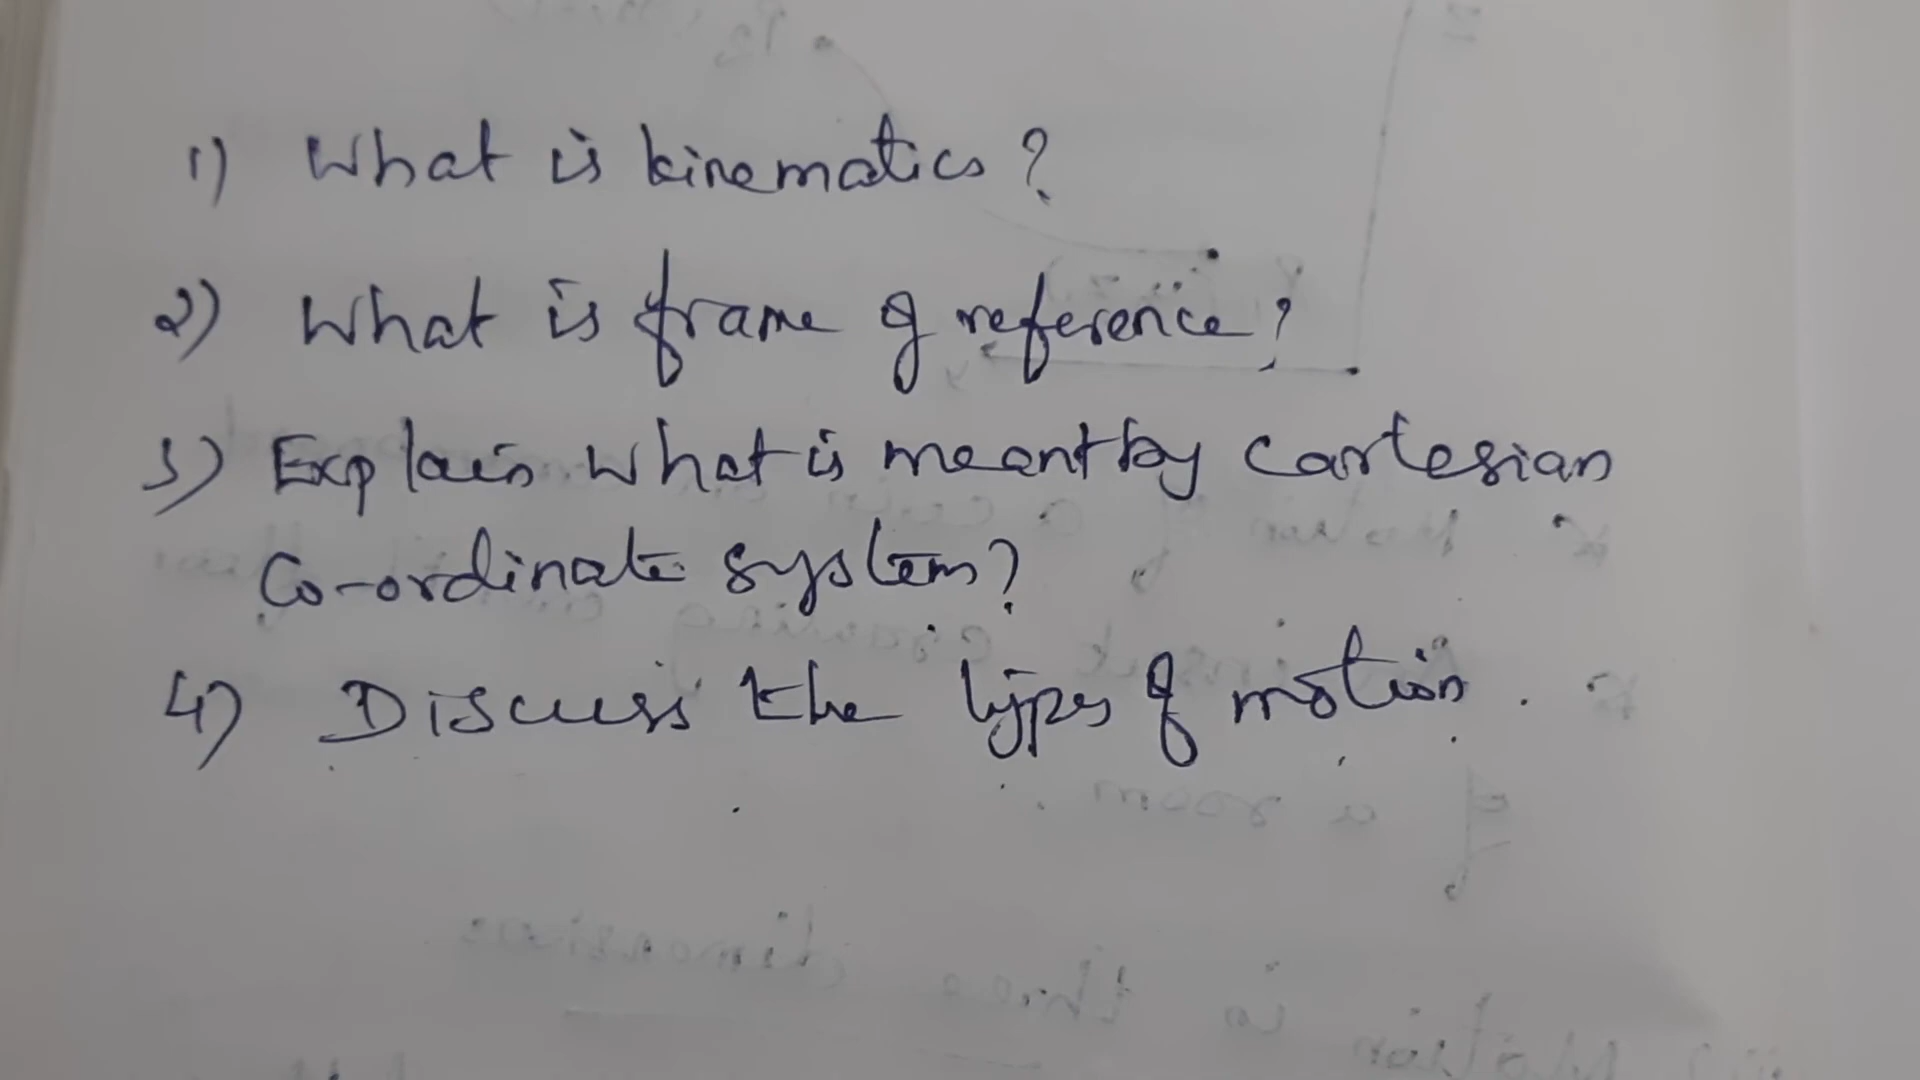 1) What is kinematics?
2) What is frame of reference?
3) Explain what is meant by cartesian
Co-ordinate system?
4) Discuss the types of motion.